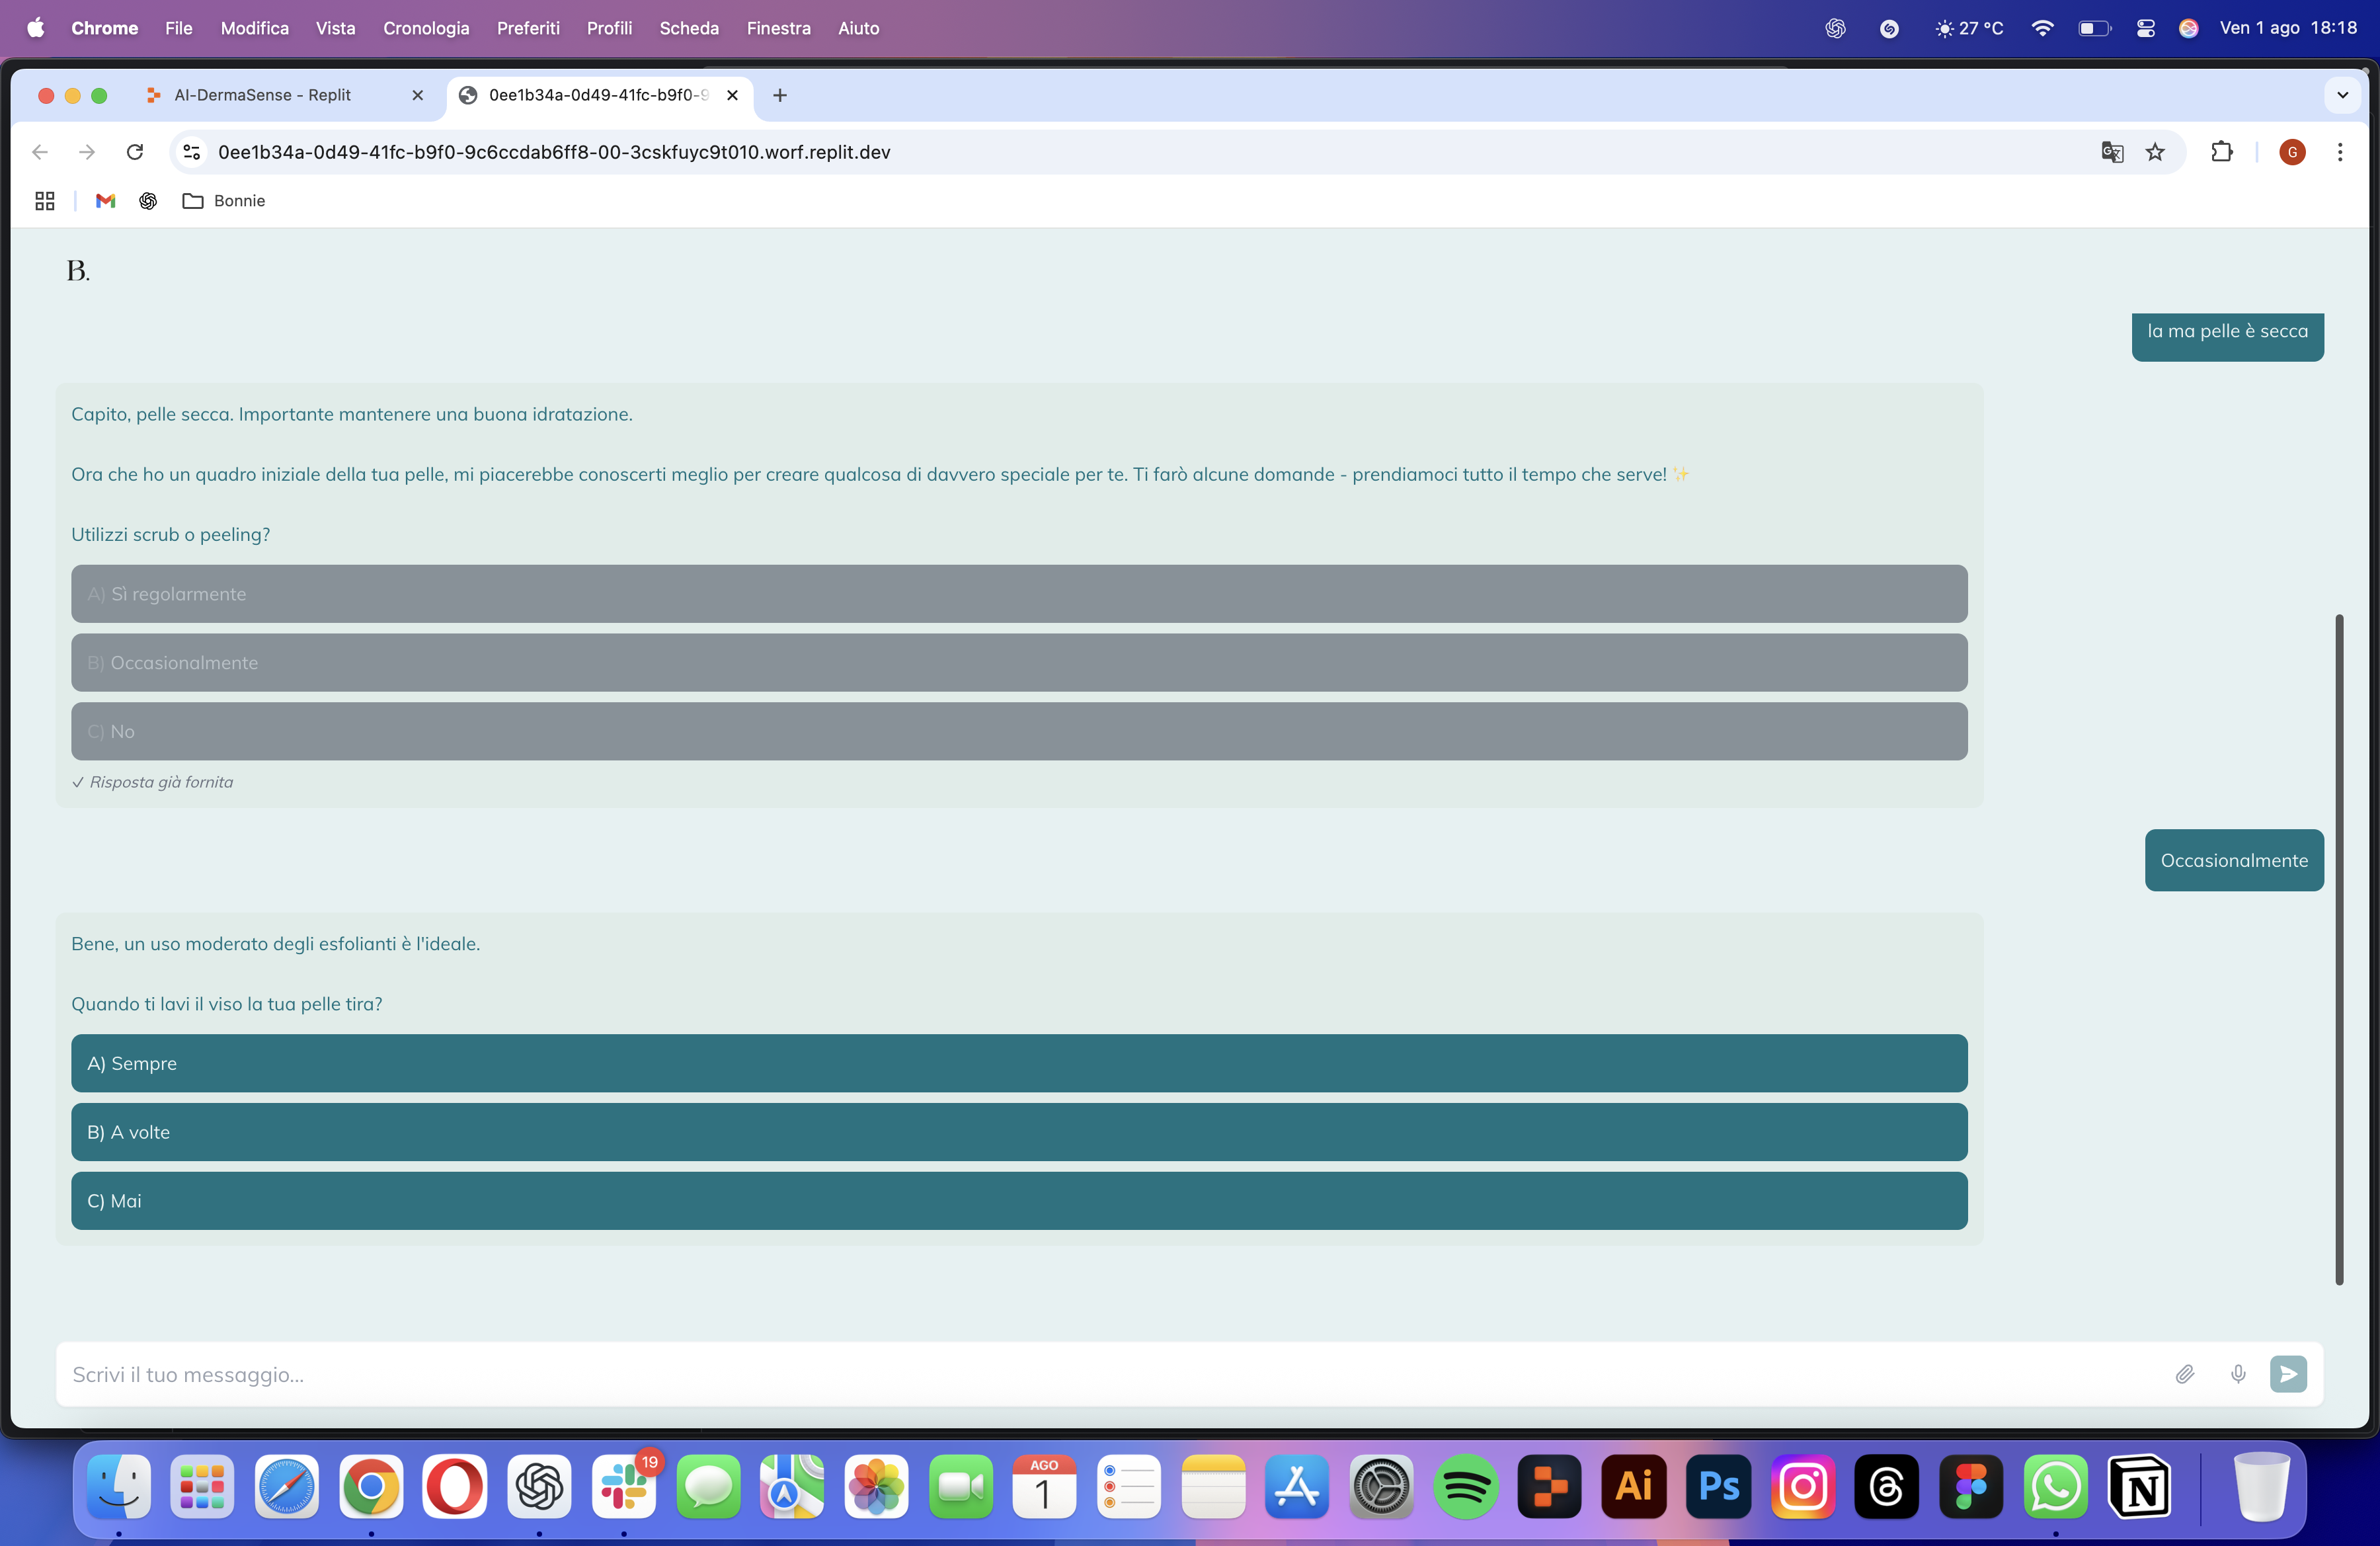 Chrome File Modifica Vista Cronologia Preferiti Profili Scheda Finestra Aiuto 27 °C Ven 1 ago 18:18
AI-DermaSense - Replit 0ee1b34a-0d49-41fc-b9f0-9
0ee1b34a-0d49-41fc-b9f0-9c6ccdab6ff8-00-3cskfuyc9t010.worf.replit.dev G
Bonnie
B.
la ma pelle è secca
Capito, pelle secca. Importante mantenere una buona idratazione.
Ora che ho un quadro iniziale della tua pelle, mi piacerebbe conoscerti meglio per creare qualcosa di davvero speciale per te. Ti farò alcune domande - prendiamoci tutto il tempo che serve! ✨
Utilizzi scrub o peeling?
A) Sì regolarmente
B) Occasionalmente
C) No
✓ Risposta già fornita
Occasionalmente
Bene, un uso moderato degli esfolianti è l'ideale.
Quando ti lavi il viso la tua pelle tira?
A) Sempre
B) A volte
C) Mai
Scrivi il tuo messaggio...
19
AGO
1
Ai
Ps